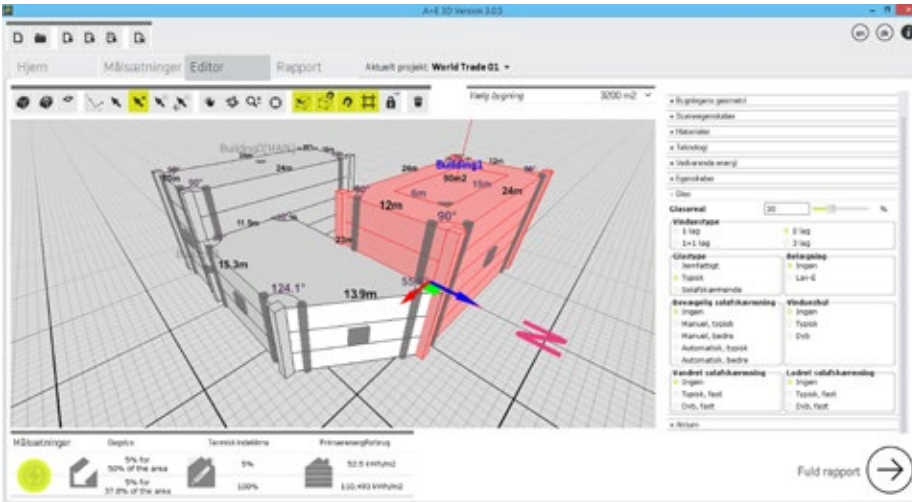 A+E 3D Version 3.0.5
en dk
Hjem Målsætninger Editor Rapport Aktuelt projekt: World Trade 01
Vælg bygning 3200 m2
Bygningens geometri
Materialer
Teknologi
Vedvarende energi
Egenskaber
Glas
Glasareal 30 %
Vinduestype
1 lag 2 lag
1+1 lag 3 lag
Glastype Belægning
Jernfattigt Ingen
Typisk Lav-E
Solafskærmende
Bevægelig solafskærmning Vindueshul
Ingen Ingen
Manuel, typisk Typisk
Manuel, bedre Dyb
Automatisk, typisk
Automatisk, bedre
Vandret solafskærmning Lodret solafskærmning
Ingen Ingen
Typisk, fast Typisk, fast
Dyb, fast Dyb, fast
Atrium
24m
90°
11.5m
15.3m
124.1°
13.9m
Building1
90m2
12m
24m
6m
15m
12m
90°
24m
N
Målsætninger Dagslys Termisk indeklima Primærenergiforbrug
5% for
50% of the area
5%
52.5 kWh/m2
5% for
37.8% of the area
100%
110.493 kWh/m2
Fuld rapport